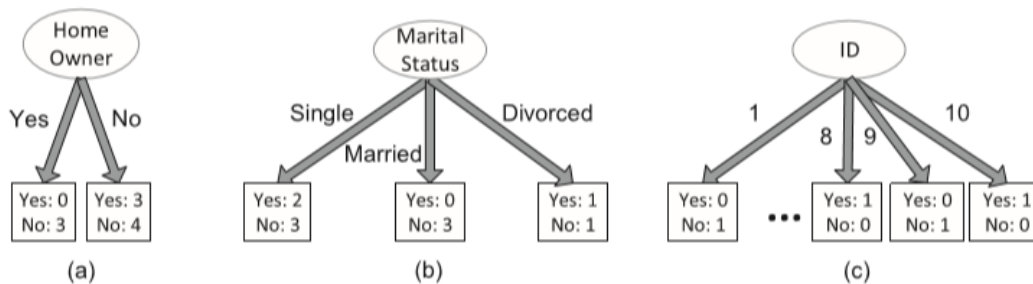 Home
Owner
Yes
No
Yes: 0
No: 3
Yes: 3
No: 4
(a)
Marital
Status
Single
Married
Divorced
Yes: 2
No: 3
Yes: 0
No: 3
Yes: 1
No: 1
(b)
ID
1
8
9
10
Yes: 0
No: 1
...
Yes: 1
No: 0
Yes: 0
No: 1
Yes: 1
No: 0
(c)